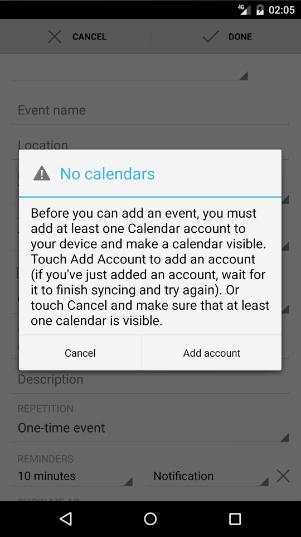 4G 02:05
CANCEL DONE
Event name
Location
No calendars
Before you can add an event, you must
add at least one Calendar account to
your device and make a calendar visible.
Touch Add Account to add an account
(if you've just added an account, wait for
it to finish syncing and try again). Or
touch Cancel and make sure that at least
one calendar is visible.
Cancel Add account
Description
REPETITION
One-time event
REMINDERS
10 minutes Notification